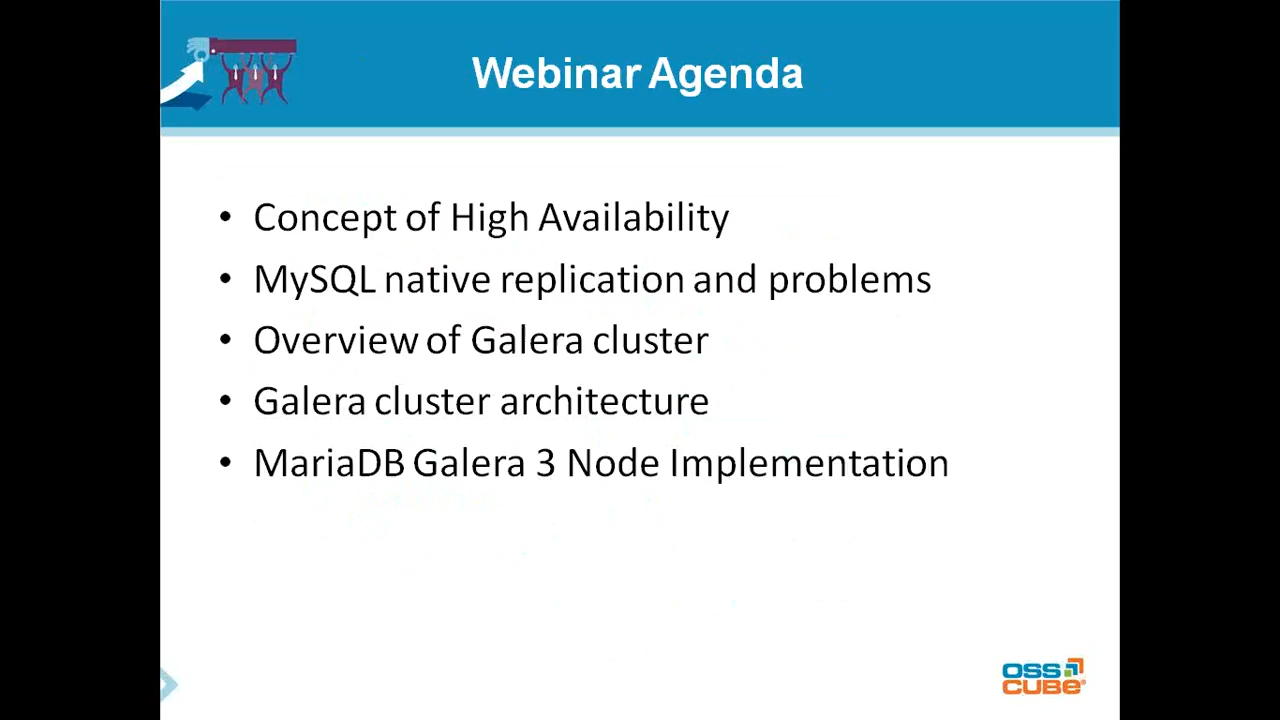 Webinar Agenda
• Concept of High Availability
• MySQL native replication and problems
• Overview of Galera cluster
• Galera cluster architecture
• MariaDB Galera 3 Node Implementation
OSS
CUBE®